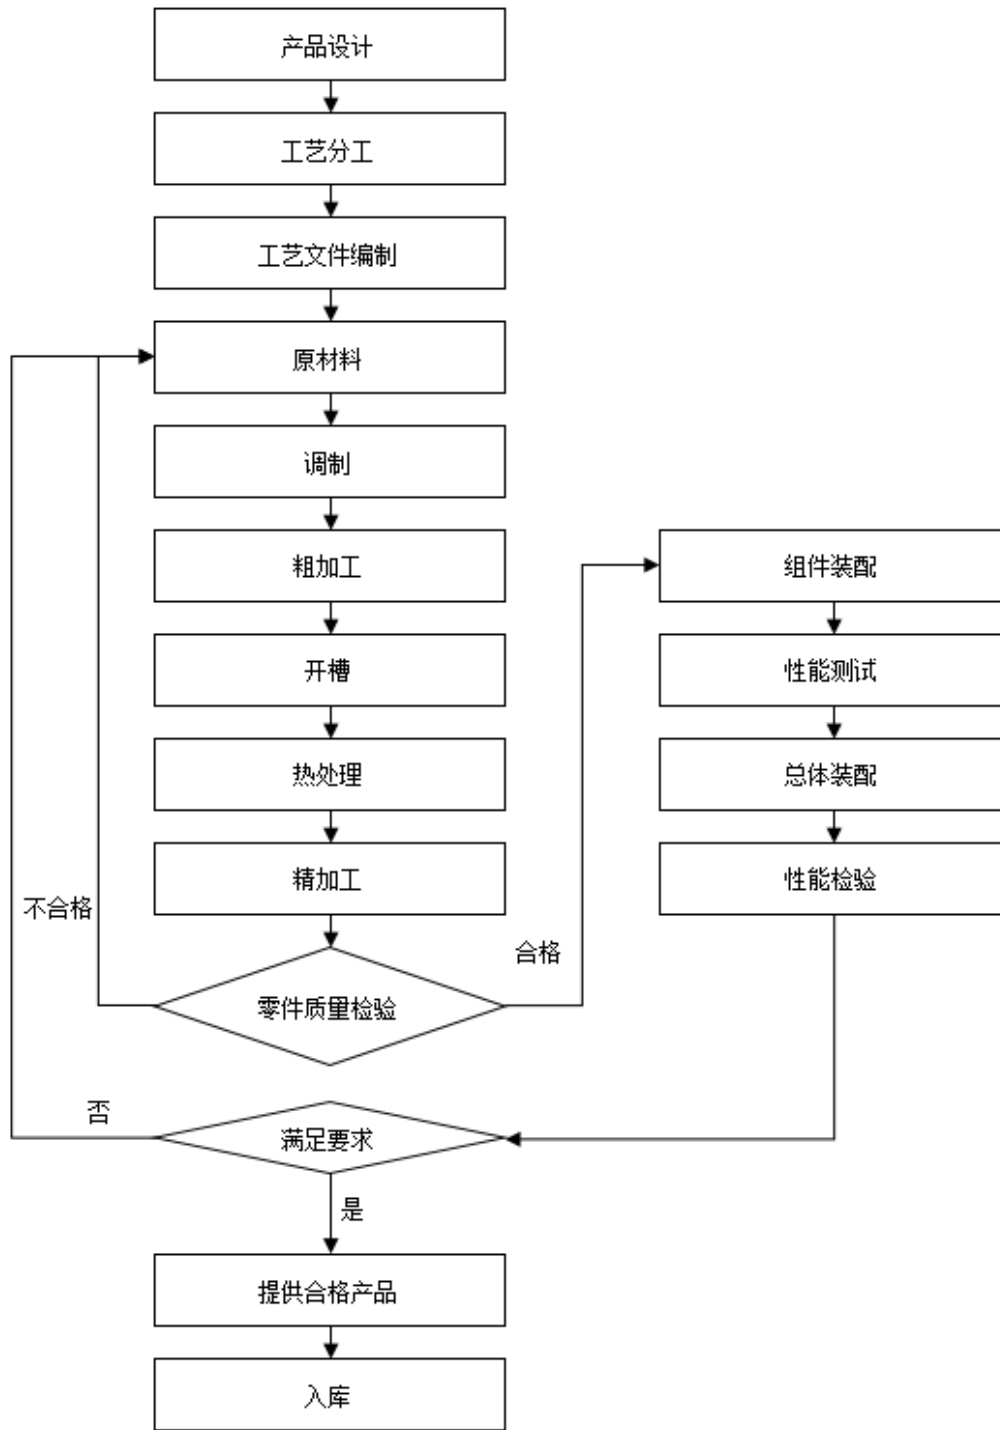 产品设计
工艺分工
工艺文件编制
原材料
调制
粗加工
开槽
热处理
精加工
不合格
合格
零件质量检验
组件装配
性能测试
总体装配
性能检验
否
满足要求
是
提供合格产品
入库